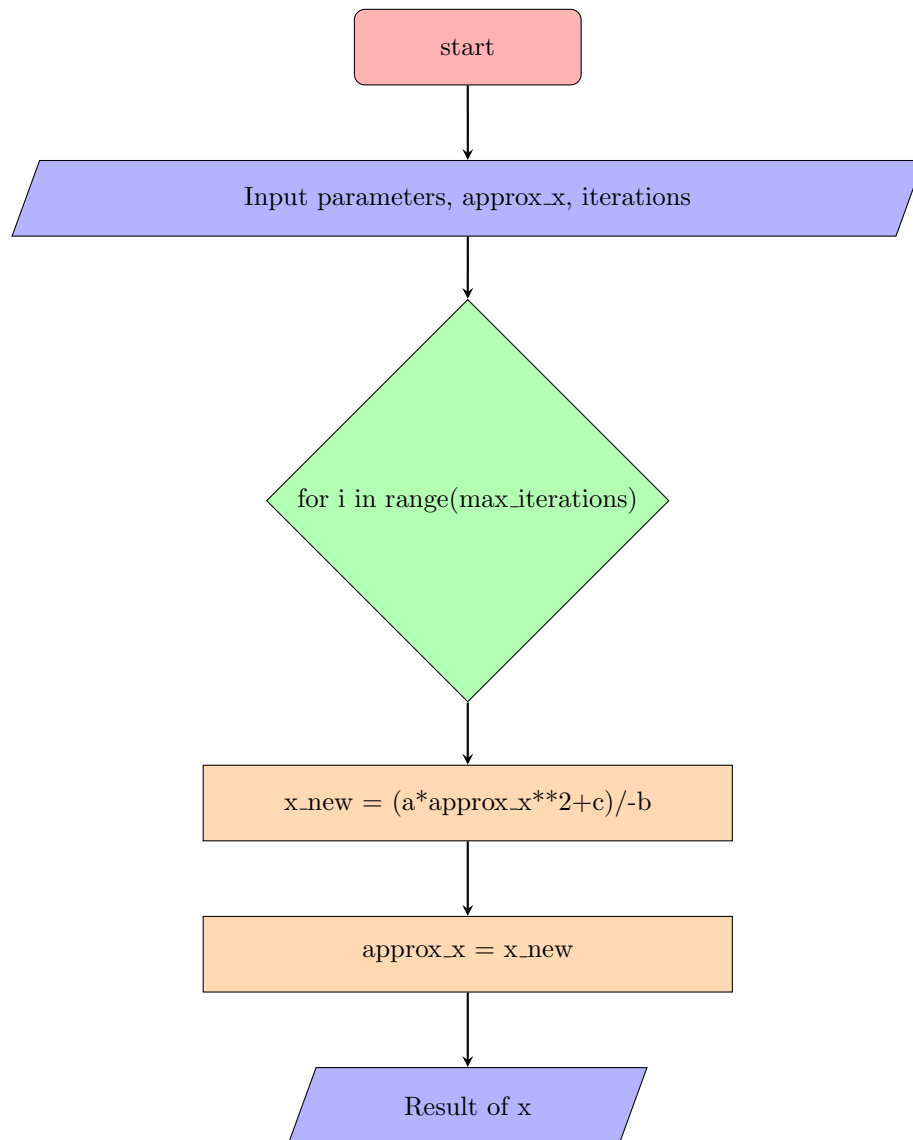 start
Input parameters, approx_x, iterations
for i in range(max_iterations)
x_new = (a*approx_x**2+c)/-b
approx_x = x_new
Result of x